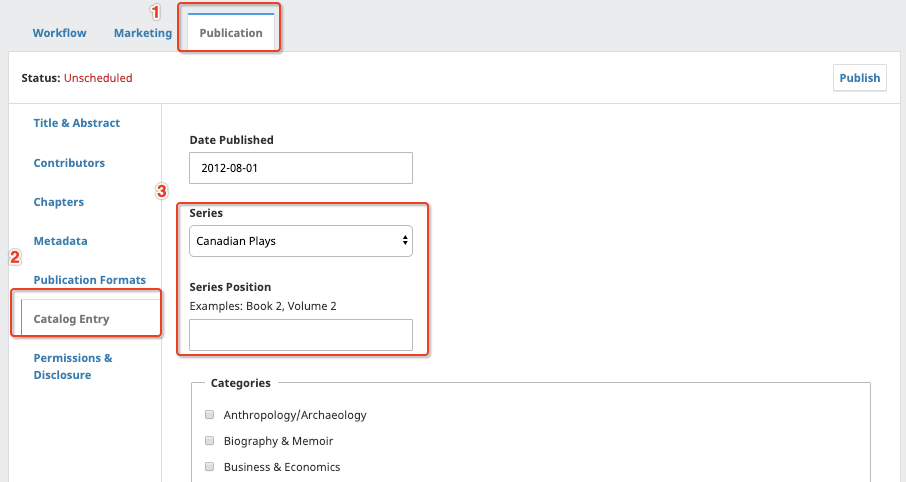 1
Workflow Marketing Publication
Status: Unscheduled Publish
Title & Abstract
Contributors
Chapters
Metadata
2
Publication Formats
Catalog Entry
Permissions &
Disclosure
Date Published
2012-08-01
3
Series
Canadian Plays
Series Position
Examples: Book 2, Volume 2
Categories
Anthropology/Archaeology
Biography & Memoir
Business & Economics